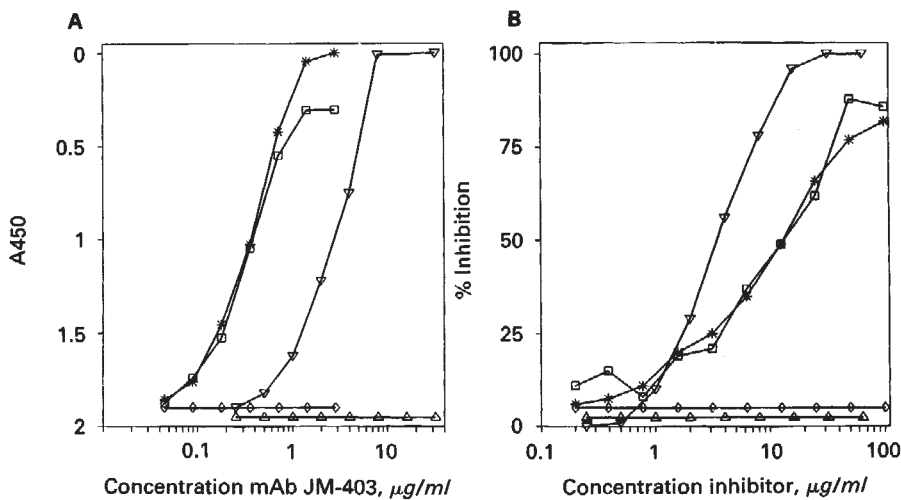 A
0
0.5
1
1.5
2
A450
0.1
1
10
Concentration mAb JM-403, µg/ml
B
100
75
50
25
0
% Inhibition
0.1
1
10
100
Concentration inhibitor, µg/ml